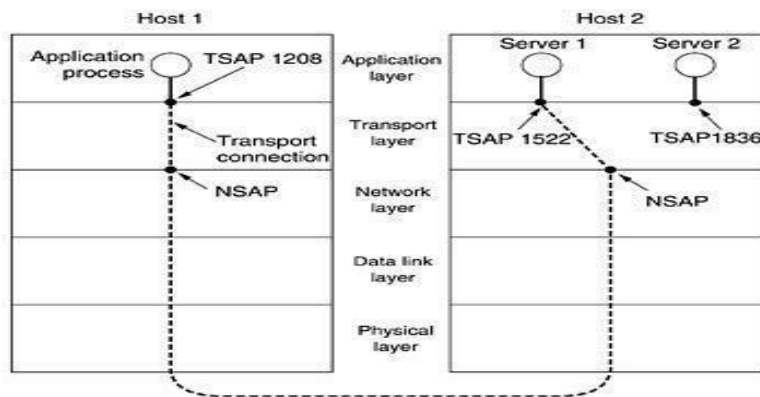 Host 1
Host 2
Application
process
TSAP 1208
Application
layer
Server 1
Server 2
Transport
connection
Transport
layer
TSAP 1522
TSAP1836
NSAP
Network
layer
NSAP
Data link
layer
Physical
layer